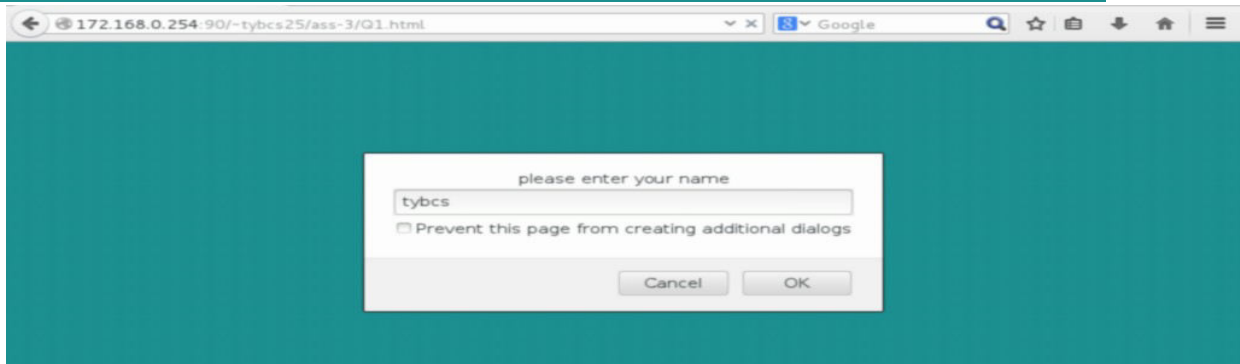 172.168.0.254:90/~tybcs25/ass-3/Q1.html
8 Google
please enter your name
tybcs
Prevent this page from creating additional dialogs
Cancel OK